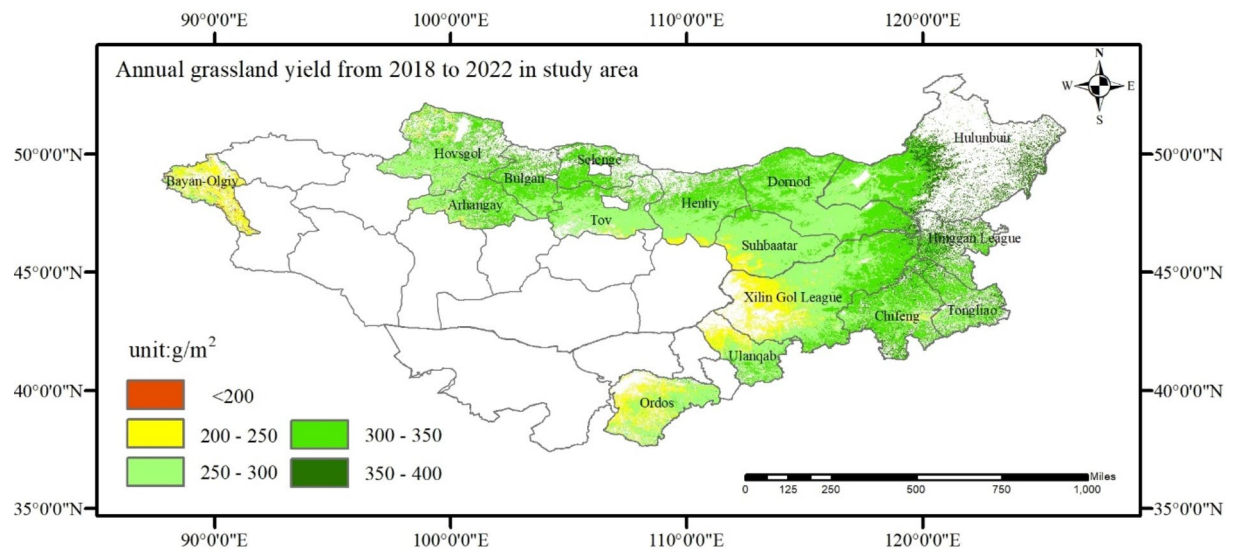 90°0'0"E 100°0'0"E 110°0'0"E 120°0'0"E
Annual grassland yield from 2018 to 2022 in study area
N
W E
S
50°0'0"N 50°0'0"N
45°0'0"N 45°0'0"N
40°0'0"N 40°0'0"N
35°0'0"N 35°0'0"N
Hulunbuir
Hovsgol
Selenge
Bayan-Olgiy
Bulgan
Dornod
Arhangay
Hentiy
Tov
Suhbaatar
Hinggan League
Xilin Gol League
Chifeng
Tongliao
Ulanqab
Ordos
unit:g/m²
<200
200 - 250 300 - 350
250 - 300 350 - 400
Miles
0 125 250 500 750 1,000
90°0'0"E 100°0'0"E 110°0'0"E 120°0'0"E